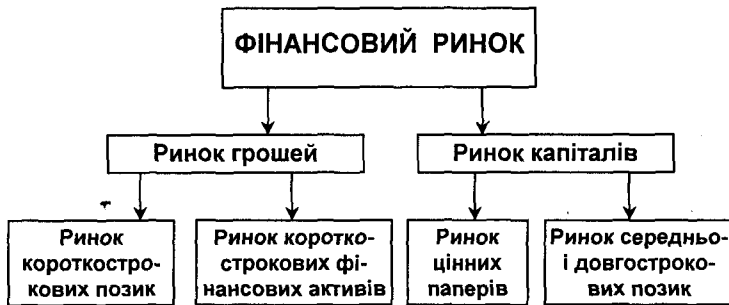 ФІНАНСОВИЙ РИНОК
Ринок грошей
Ринок капіталів
Ринок
короткостро-
кових позик
Ринок коротко-
строкових фі-
нансових активів
Ринок
цінних
паперів
Ринок середньо-
і довгостроко-
вих позик